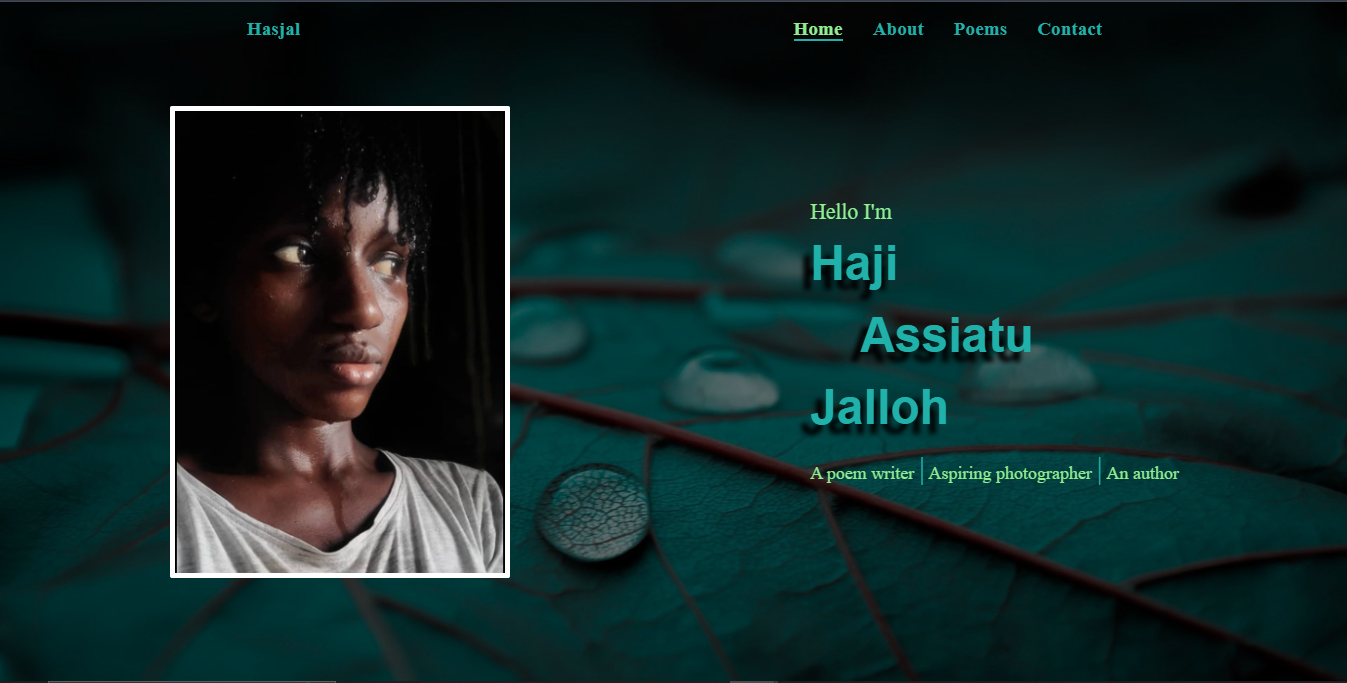 Hasjal
Home About Poems Contact
Hello I'm
Haji
Assiatu
Jalloh
A poem writer | Aspiring photographer | An author